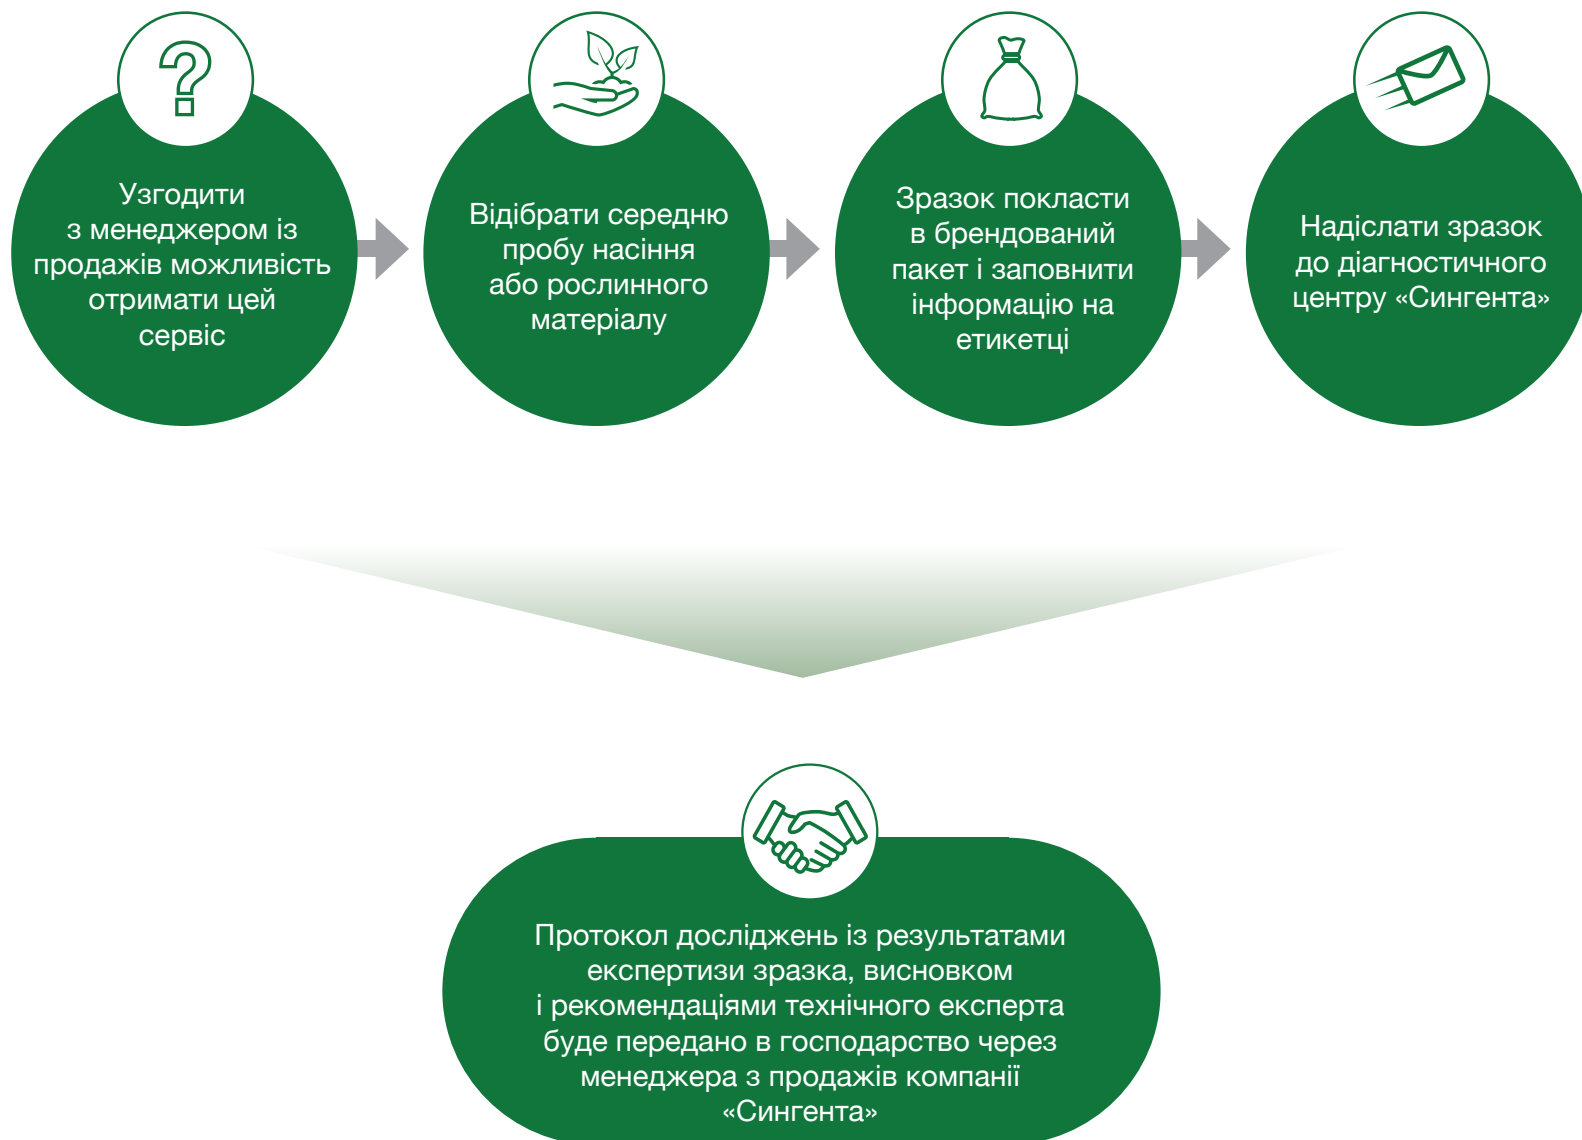 Узгодити
з менеджером із
продажів можливість
отримати цей
сервіс
Відібрати середню
пробу насіння
або рослинного
матеріалу
Зразок покласти
в брендований
пакет і заповнити
інформацію на
етикетці
Надіслати зразок
до діагностичного
центру «Сингента»
Протокол досліджень із результатами
експертизи зразка, висновком
і рекомендаціями технічного експерта
буде передано в господарство через
менеджера з продажів компанії
«Сингента»